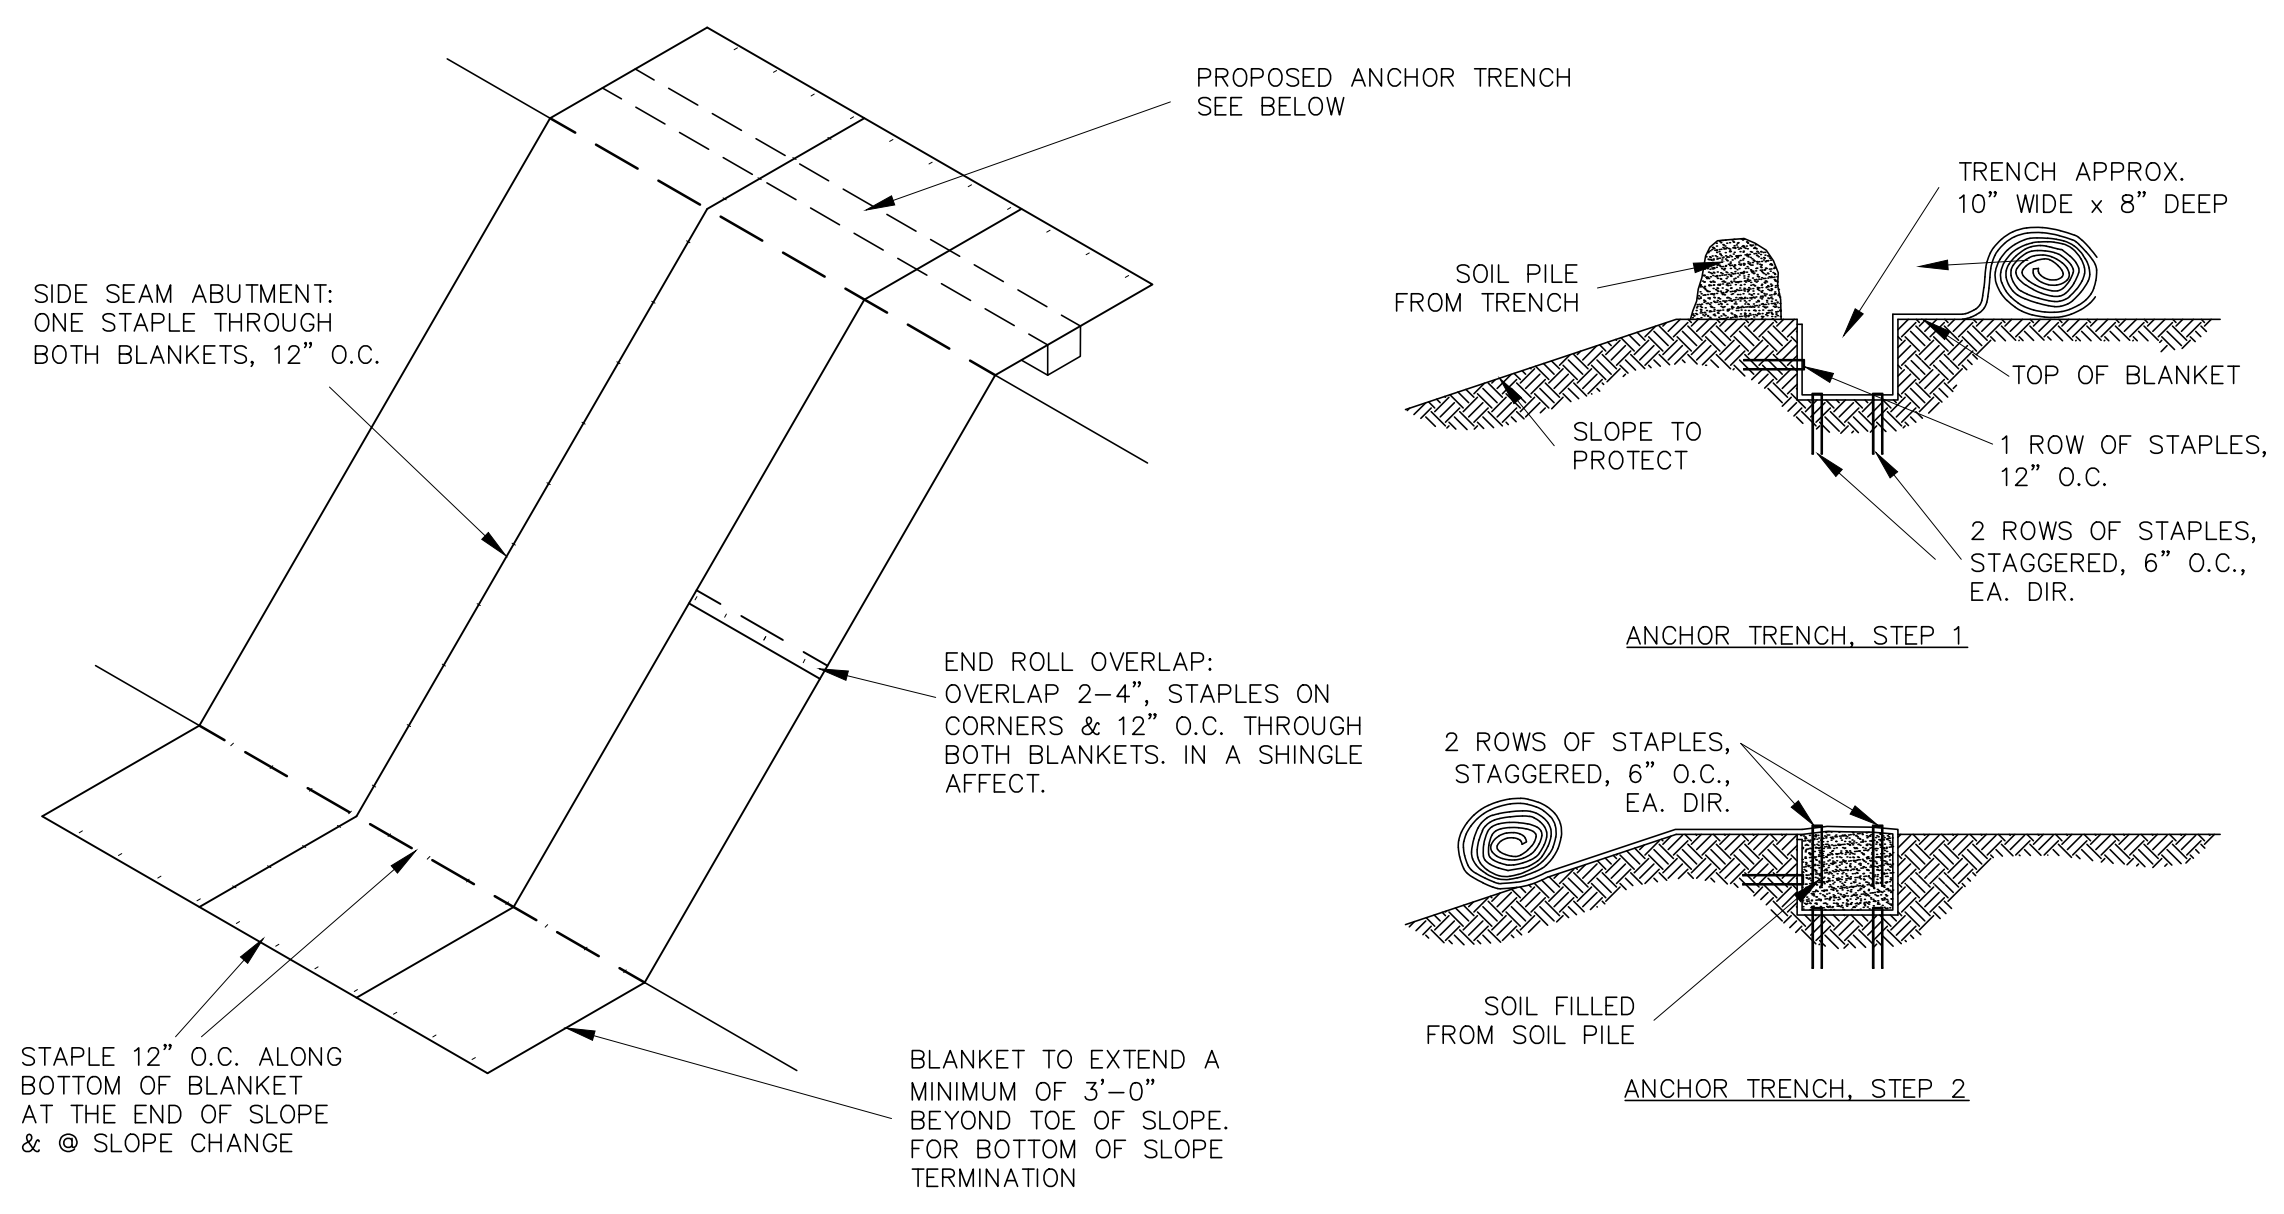 PROPOSED ANCHOR TRENCH
SEE BELOW
SIDE SEAM ABUTMENT:
ONE STAPLE THROUGH
BOTH BLANKETS, 12” O.C.
END ROLL OVERLAP:
OVERLAP 2–4”, STAPLES ON
CORNERS & 12” O.C. THROUGH
BOTH BLANKETS. IN A SHINGLE
AFFECT.
STAPLE 12” O.C. ALONG
BOTTOM OF BLANKET
AT THE END OF SLOPE
& @ SLOPE CHANGE
BLANKET TO EXTEND A
MINIMUM OF 3’–0”
BEYOND TOE OF SLOPE.
FOR BOTTOM OF SLOPE
TERMINATION
TRENCH APPROX.
10” WIDE x 8” DEEP
SOIL PILE
FROM TRENCH
TOP OF BLANKET
SLOPE TO
PROTECT
1 ROW OF STAPLES,
12” O.C.
2 ROWS OF STAPLES,
STAGGERED, 6” O.C.,
EA. DIR.
ANCHOR TRENCH, STEP 1
2 ROWS OF STAPLES,
STAGGERED, 6” O.C.,
EA. DIR.
SOIL FILLED
FROM SOIL PILE
ANCHOR TRENCH, STEP 2